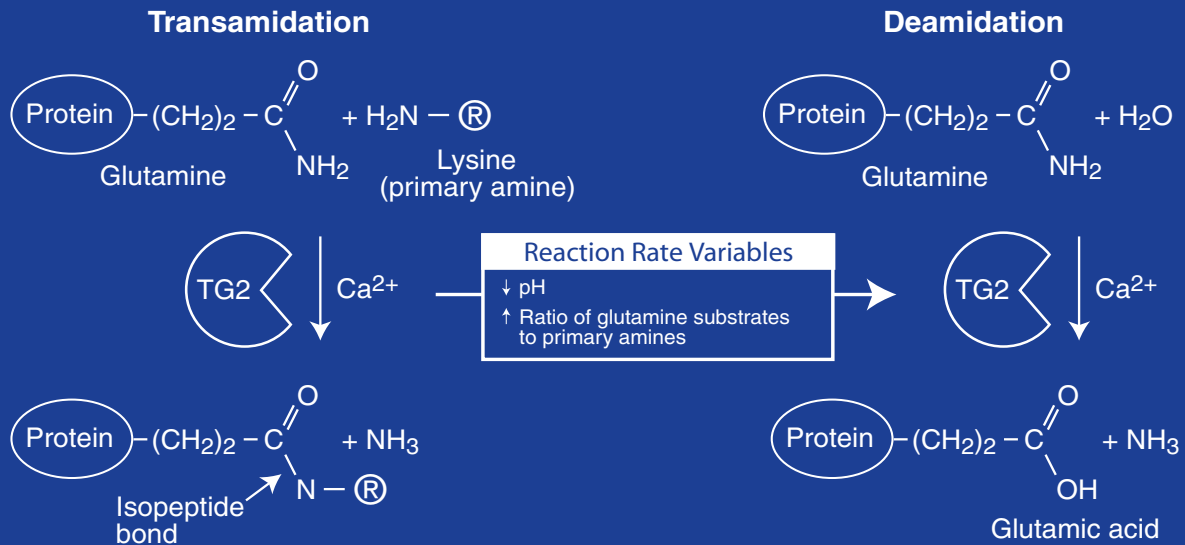 Transamidation
Protein –(CH2)2 – C O NH2 + H2N – Ⓡ
Glutamine
Lysine
(primary amine)
TG2
Ca2+
Protein –(CH2)2 – C O N – Ⓡ + NH3
Isopeptide
bond
Reaction Rate Variables
↓ pH
↑ Ratio of glutamine substrates
to primary amines
Deamidation
Protein –(CH2)2 – C O NH2 + H2O
Glutamine
TG2
Ca2+
Protein –(CH2)2 – C O OH + NH3
Glutamic acid